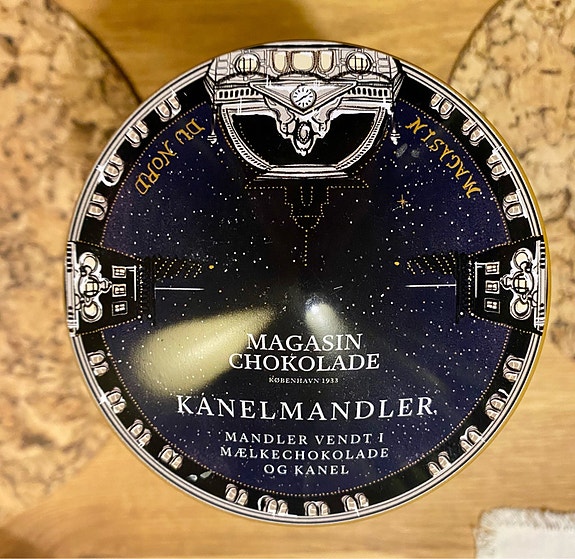 DU NORD
MAGASIN
MAGASIN
CHOKOLADE
KØBENHAVN 1933
KANELMANDLER
MANDLER VENDT I
MÆLKECHOKOLADE
OG KANEL